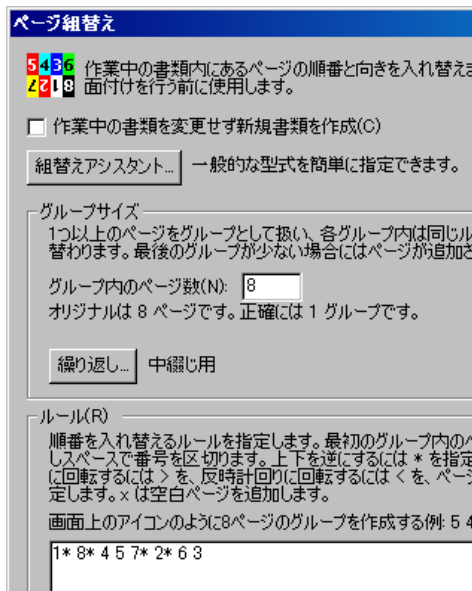 ページ組替え
5436 作業中の書類内にあるページの順番と向きを入れ替えま
2718 面付けを行う前に使用します。
作業中の書類を変更せず新規書類を作成(C)
組替えアシスタント... 一般的な型式を簡単に指定できます。
グループサイズ
1つ以上のページをグループとして扱い、各グループ内は同じル
替わります。最後のグループが少ない場合にはページが追加さ
グループ内のページ数(N): 8
オリジナルは 8 ページです。正確には 1 グループです。
繰り返し... 中綴じ用
ルール(R)
順番を入れ替えるルールを指定します。最初のグループ内のペ
しスペースで番号を区切ります。上下を逆にするには * を指定
に回転するには > を、反時計回りに回転するには < を、ページ
定します。x は空白ページを追加します。
画面上のアイコンのように8ページのグループを作成する例: 5 4
1* 8* 4 5 7* 2* 6 3